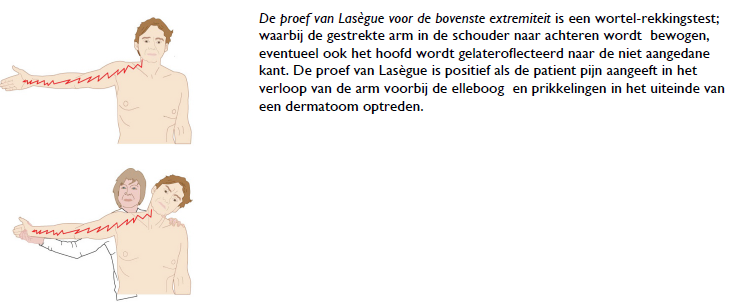 De proef van Lasègue voor de bovenste extremiteit is een wortel-rekkingstest;
waarbij de gestrekte arm in de schouder naar achteren wordt bewogen,
eventueel ook het hoofd wordt gelateroflecteerd naar de niet aangedane
kant. De proef van Lasègue is positief als de patient pijn aangeeft in het
verloop van de arm voorbij de elleboog en prikkelingen in het uiteinde van
een dermatoom optreden.